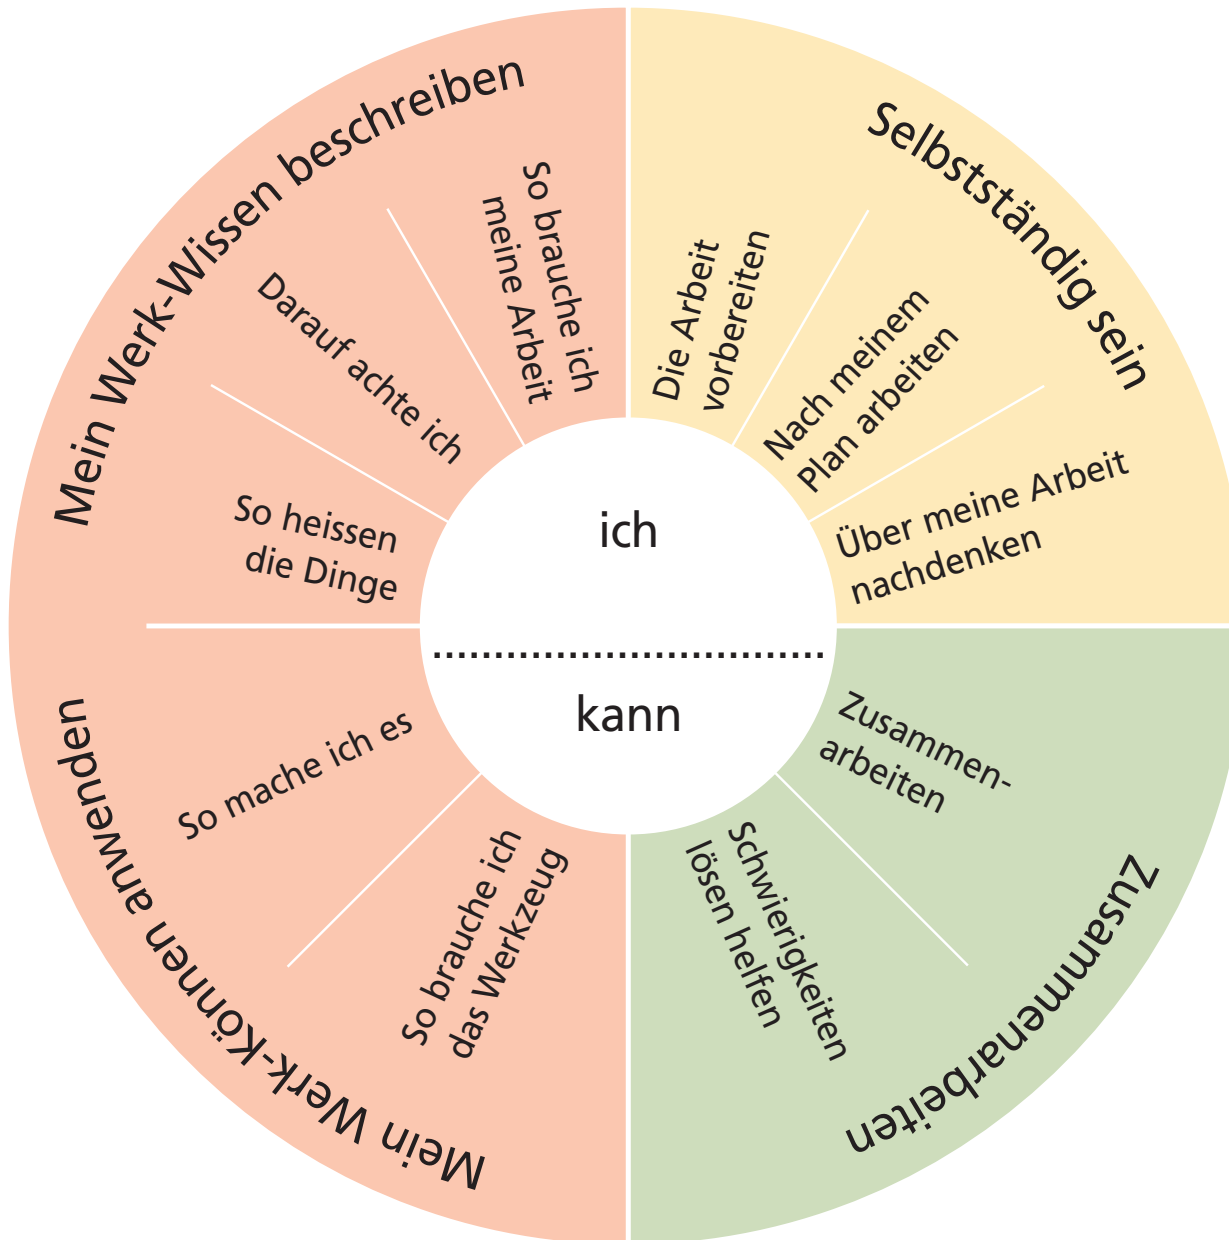 Mein Werk-Wissen beschreiben
So heissen
die Dinge
Darauf achte ich
So brauche ich
meine Arbeit
Selbstständig sein
Die Arbeit
vorbereiten
Nach meinem
Plan arbeiten
Über meine Arbeit
nachdenken
ich
...............................
kann
Mein Werk-Können anwenden
So mache ich es
So brauche ich
das Werkzeug
Zusammenarbeiten
Zusammen-
arbeiten
Schwierigkeiten
lösen helfen